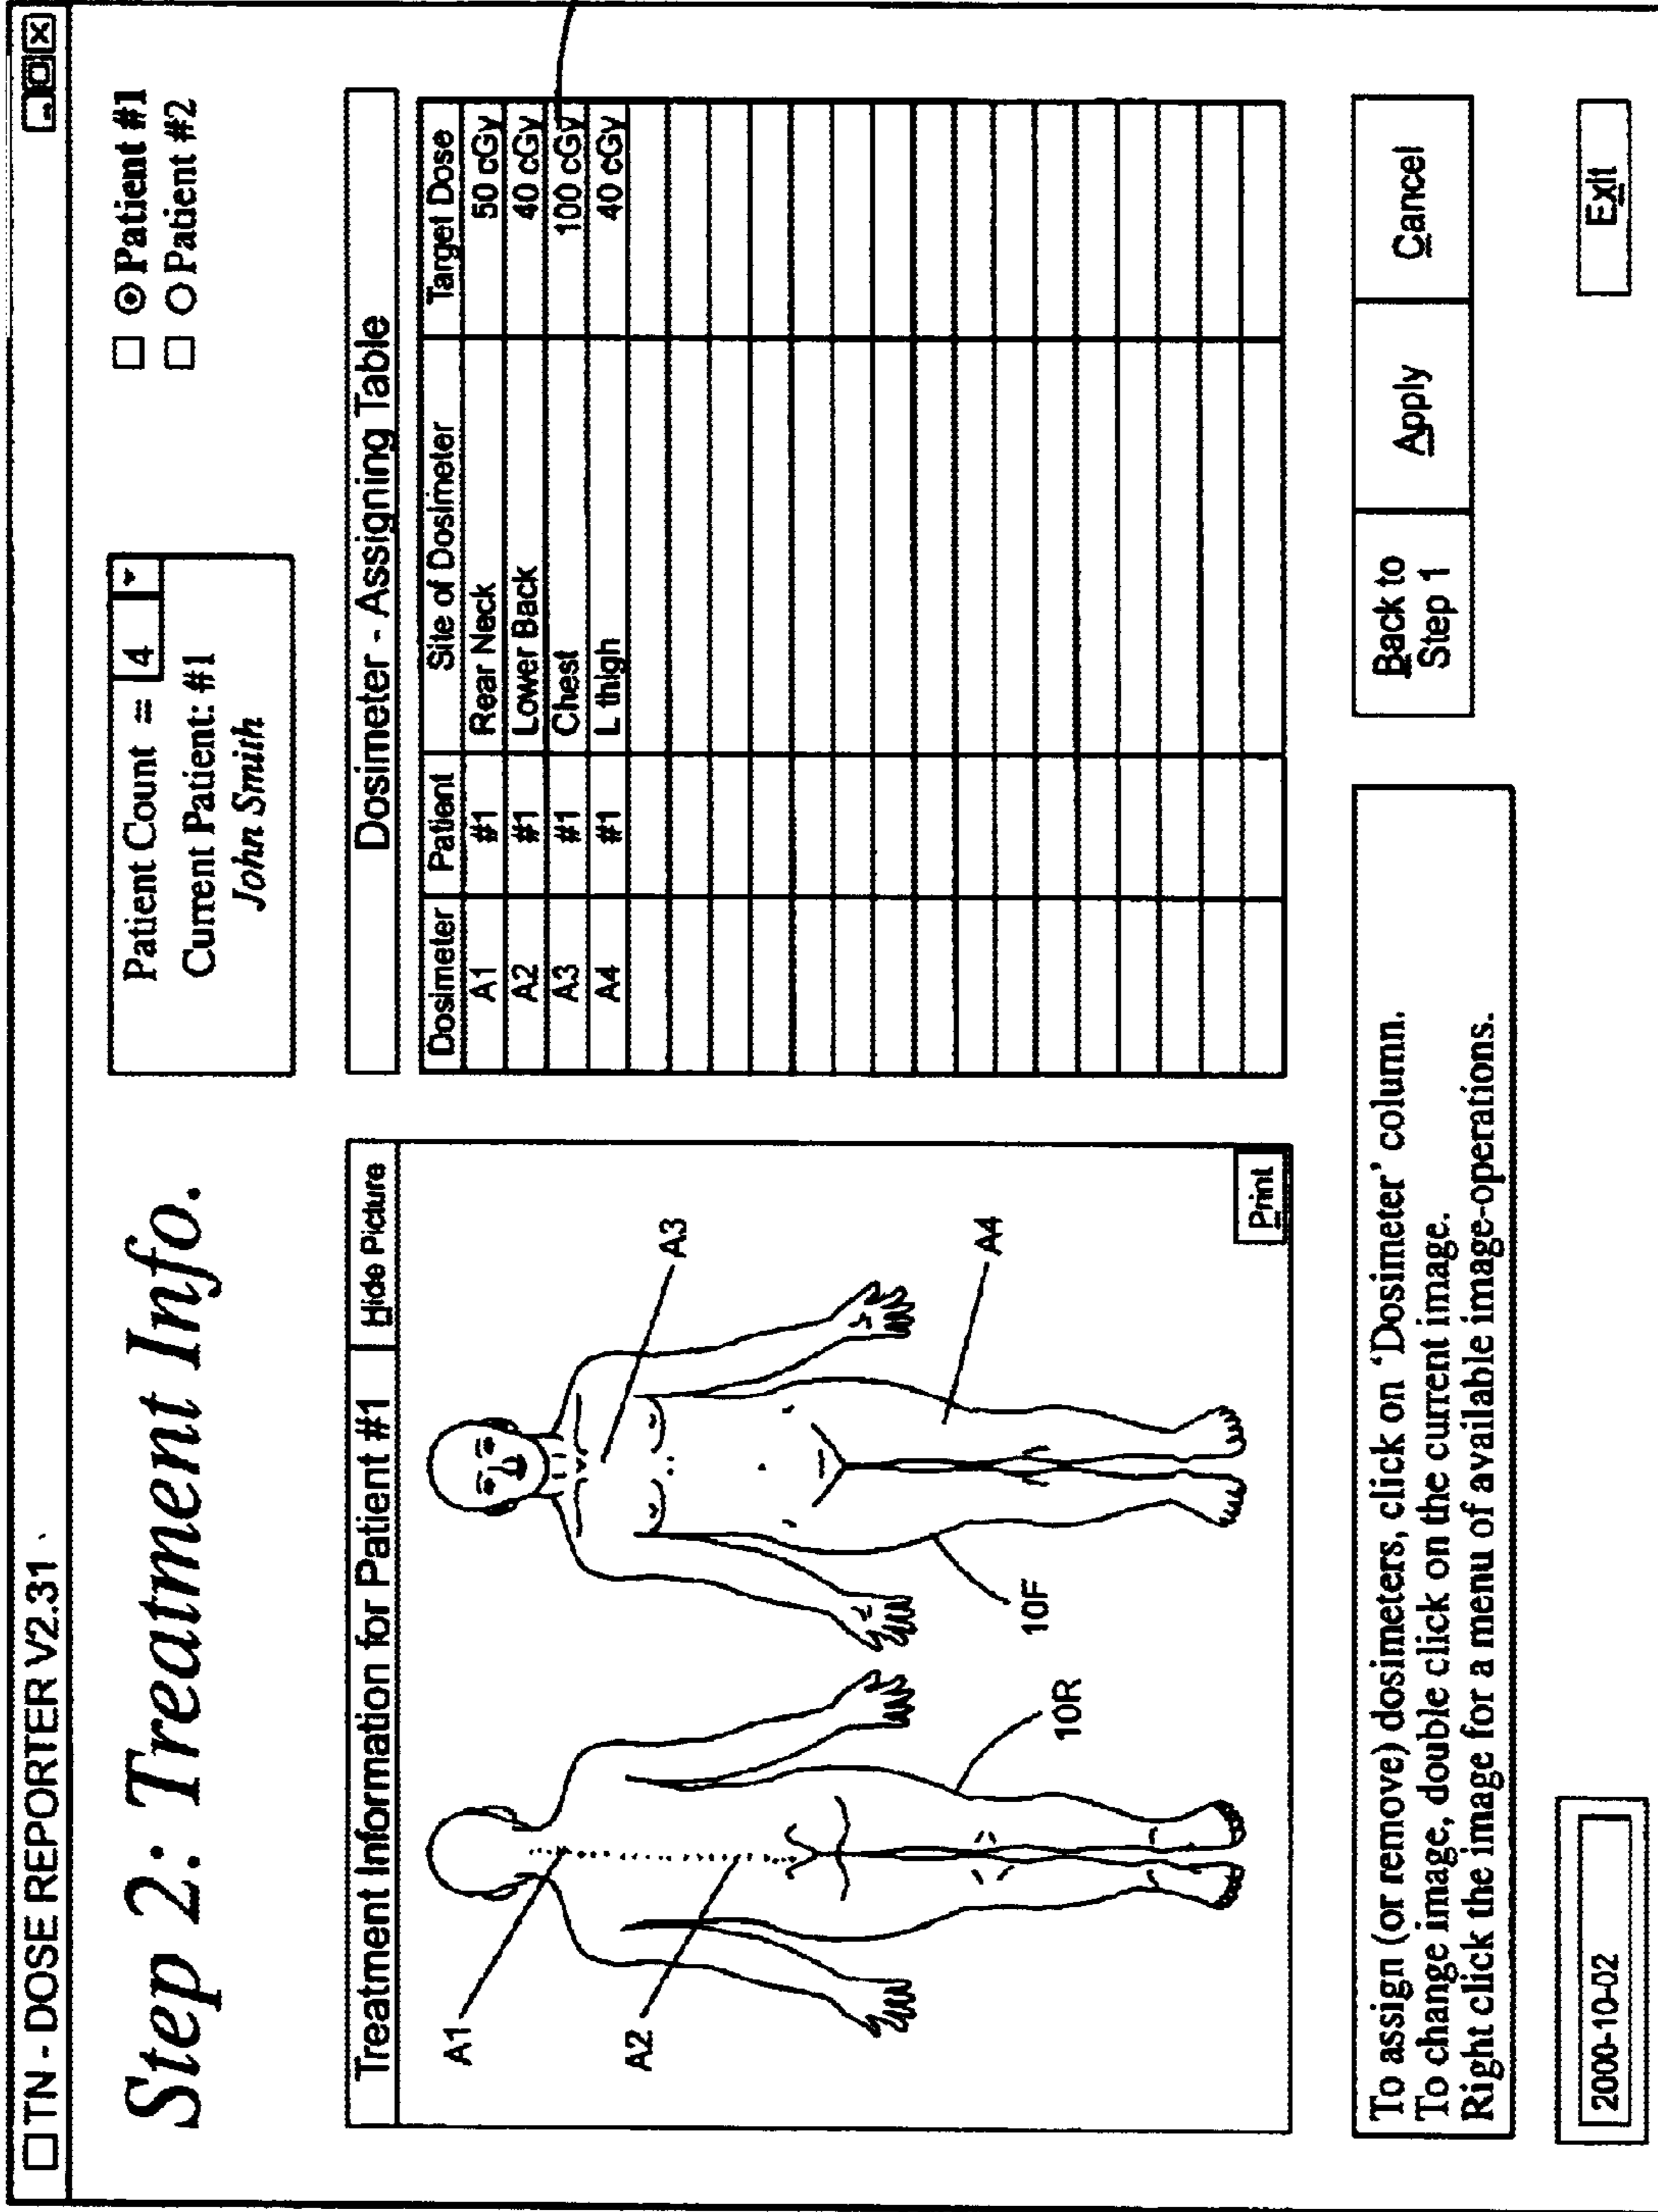 TN - DOSE REPORTER V2.31
Step 2: Treatment Info.
Patient Count = 4
Current Patient: #1
John Smith
Patient #1
Patient #2
Treatment Information for Patient #1 Hide Picture
A1
A2
10R
10F
A3
A4
Print
Dosimeter - Assigning Table
Dosimeter Patient Site of Dosimeter Target Dose
A1 #1 Rear Neck 50 cGy
A2 #1 Lower Back 40 cGy
A3 #1 Chest 100 cGy
A4 #1 L thigh 40 cGy
To assign (or remove) dosimeters, click on ‘Dosimeter’ column.
To change image, double click on the current image.
Right click the image for a menu of available image-operations.
Back to
Step 1
Apply
Cancel
2000-10-02
Exit